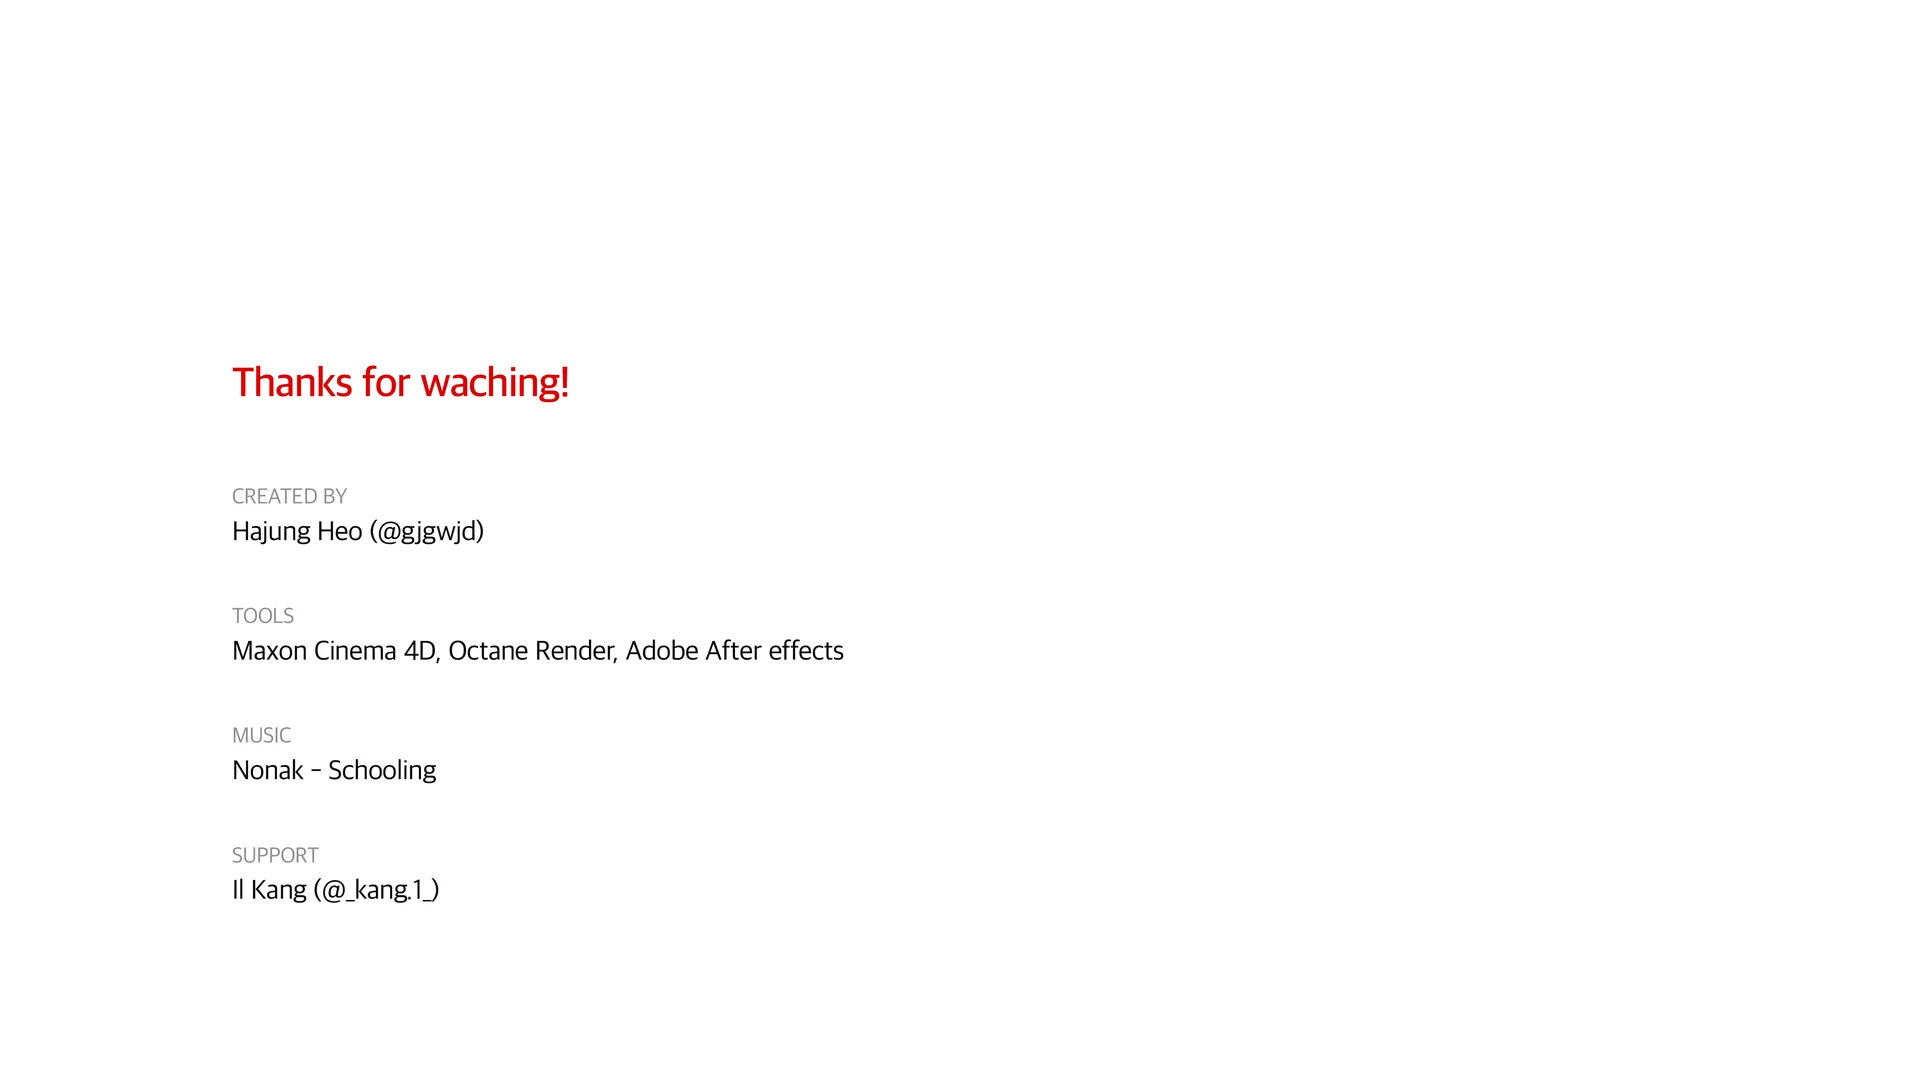 Thanks for waching!
CREATED BY
Hajung Heo (@gjgwjd)
TOOLS
Maxon Cinema 4D, Octane Render, Adobe After effects
MUSIC
Nonak – Schooling
SUPPORT
Il Kang (@_kang.1_)